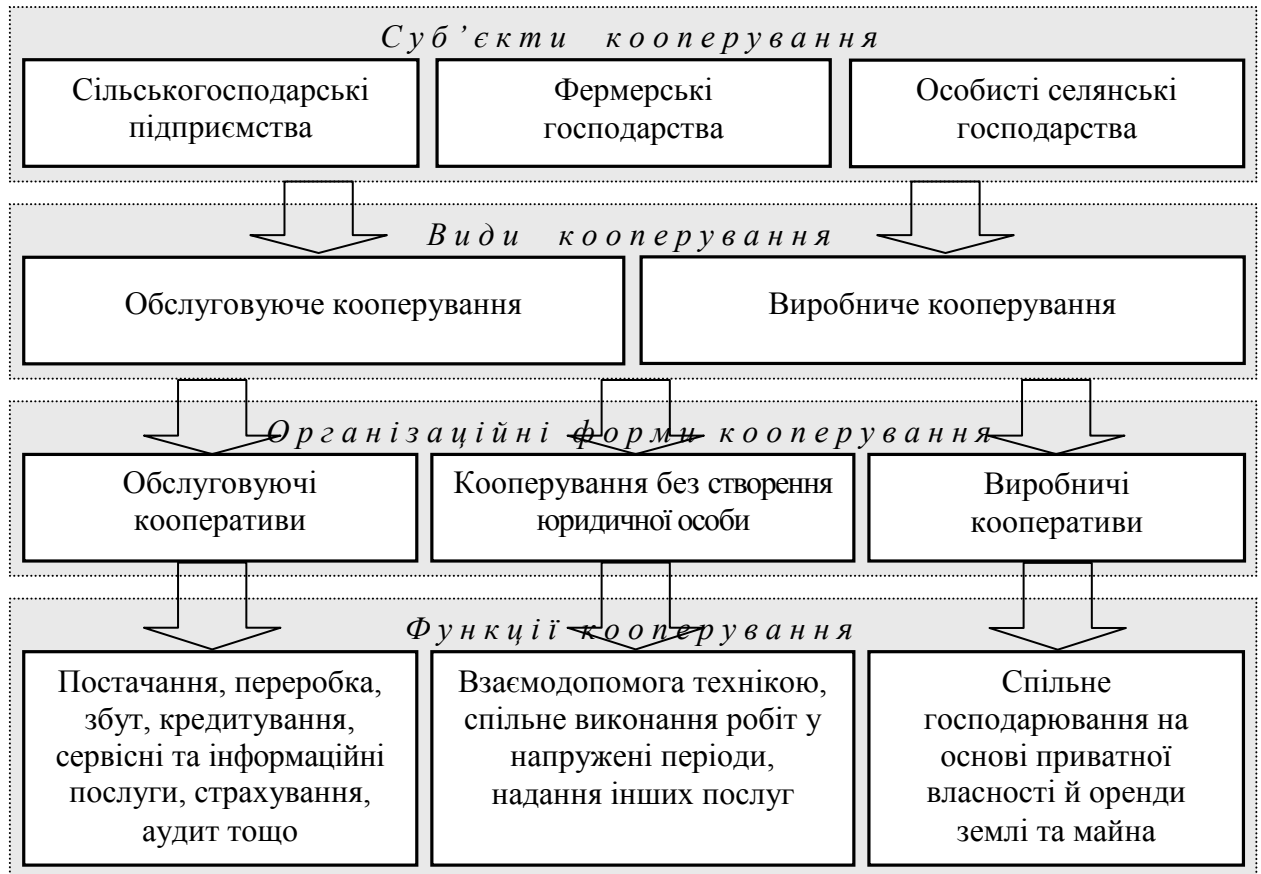 Суб’єкти кооперування
Сільськогосподарські
підприємства
Фермерські
господарства
Особисті селянські
господарства
Види кооперування
Обслуговуюче кооперування
Виробниче кооперування
Організаційні форми кооперування
Обслуговуючі
кооперативи
Кооперування без створення
юридичної особи
Виробничі
кооперативи
Функції кооперування
Постачання, переробка,
збут, кредитування,
сервісні та інформаційні
послуги, страхування,
аудит тощо
Взаємодопомога технікою,
спільне виконання робіт у
напружені періоди,
надання інших послуг
Спільне
господарювання на
основі приватної
власності й оренди
землі та майна